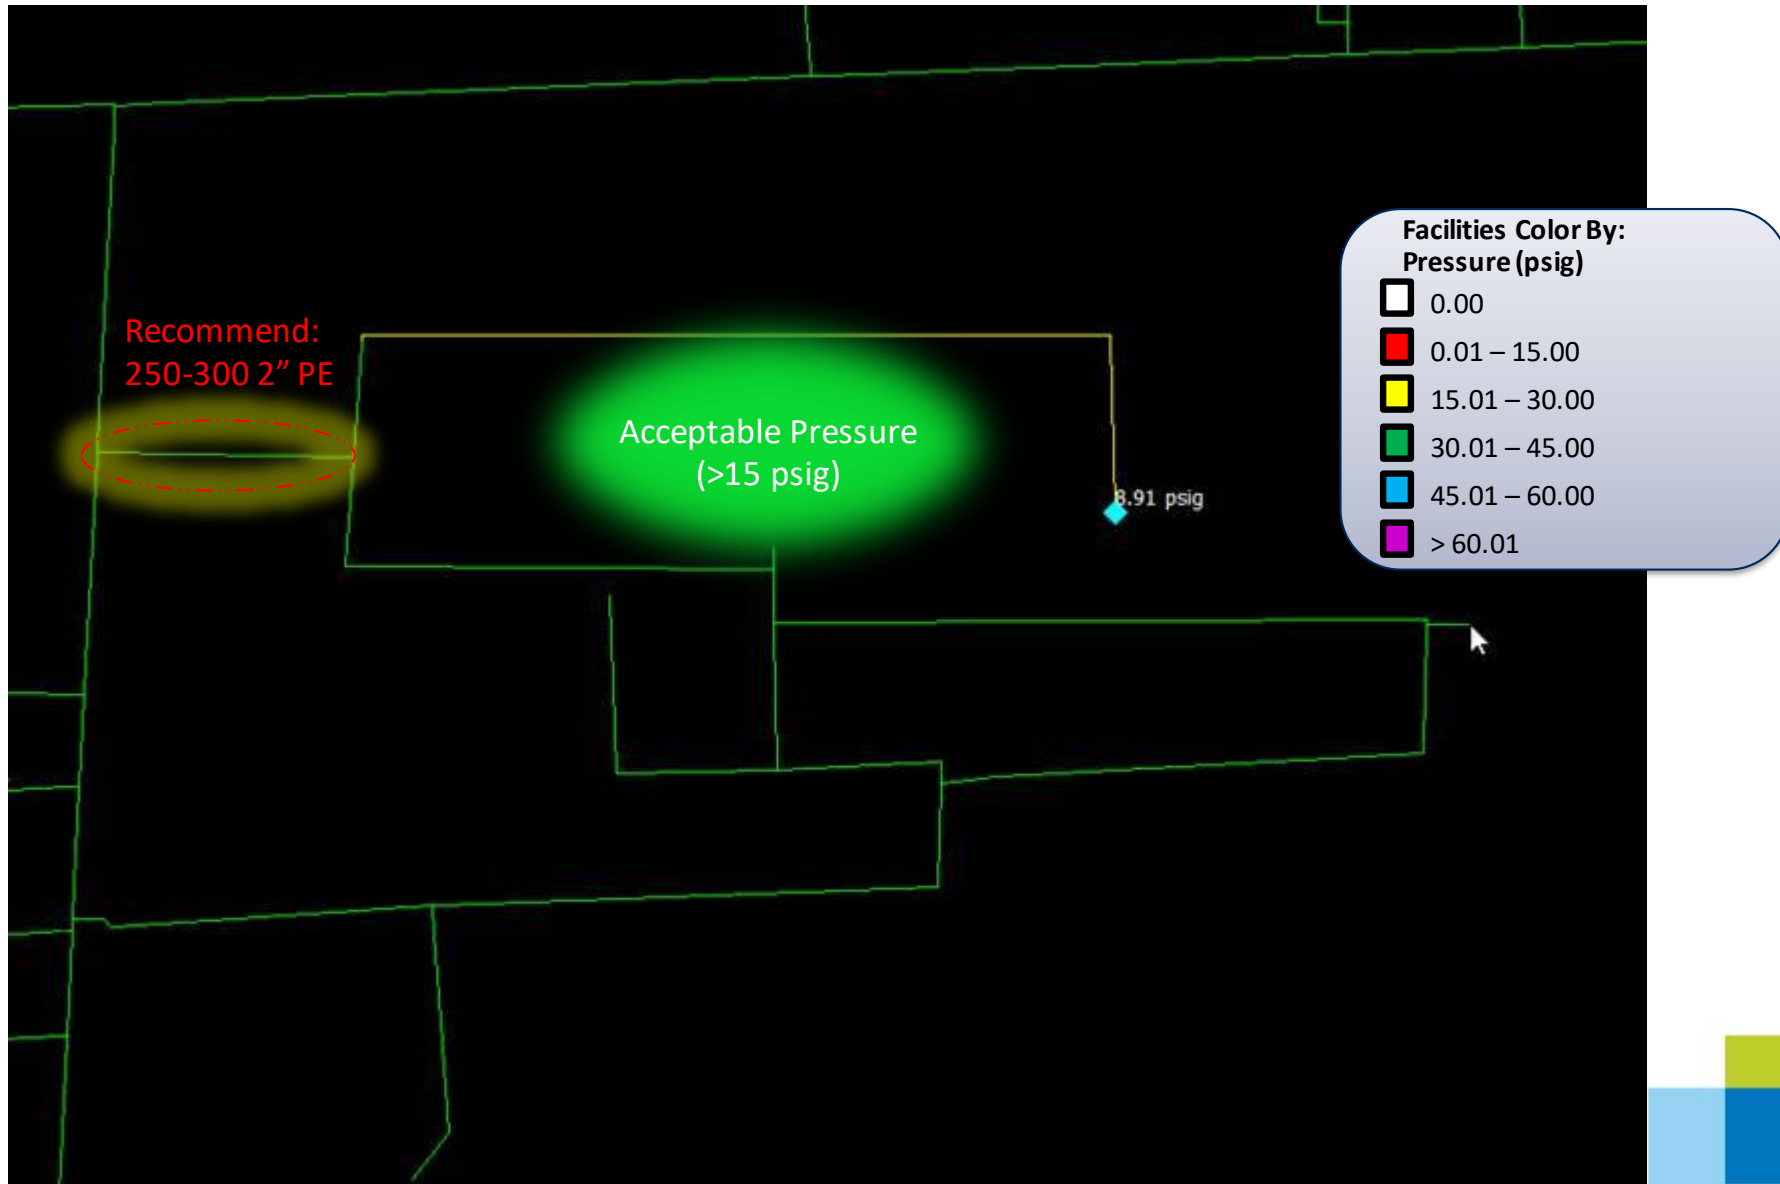 Recommend:
250-300 2” PE
Acceptable Pressure
(>15 psig)
8.91 psig
Facilities Color By:
Pressure (psig)
0.00
0.01 – 15.00
15.01 – 30.00
30.01 – 45.00
45.01 – 60.00
> 60.01